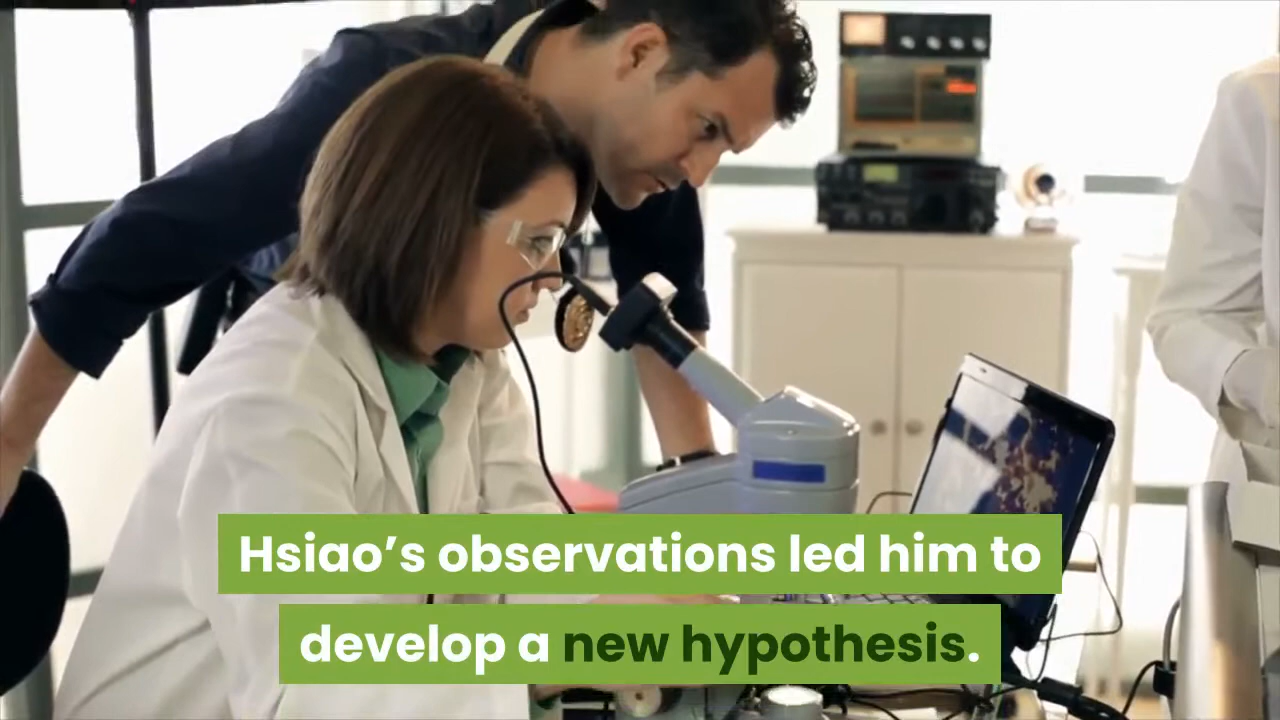 Hsiao’s observations led him to
develop a new hypothesis.